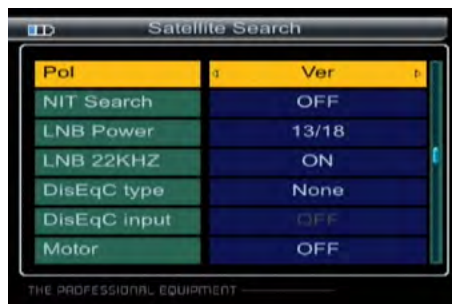 Satellite Search
Pol Ver
NIT Search OFF
LNB Power 13/18
LNB 22KHZ ON
DisEqC type None
DisEqC input OFF
Motor OFF
THE PROFESSIONAL EQUIPMENT